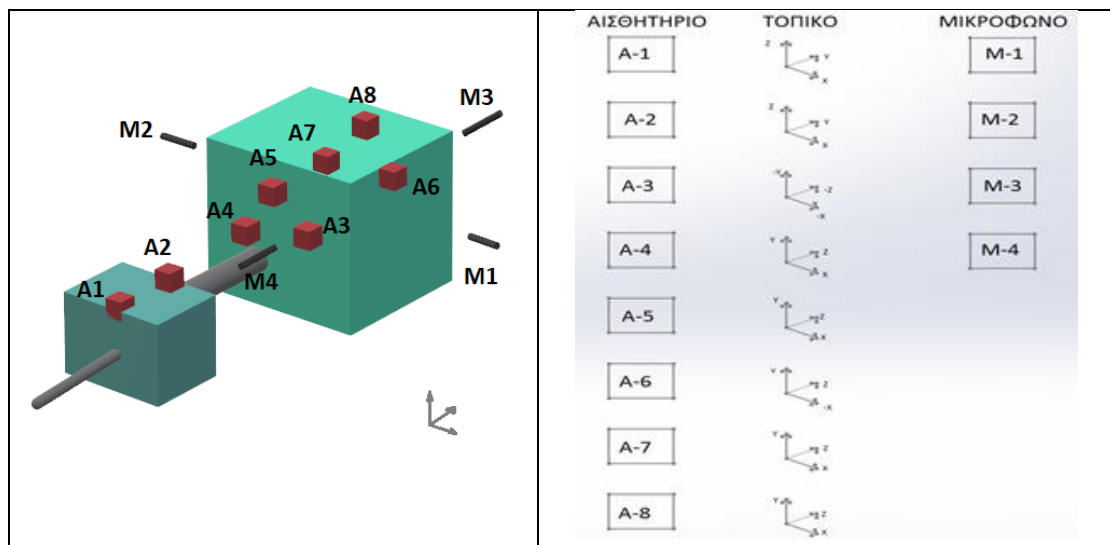 A8
M3
M2
A7
A5
A6
A4
A3
A2
M4
M1
A1
ΑΙΣΘΗΤΗΡΙΟ ΤΟΠΙΚΟ ΜΙΚΡΟΦΩΝΟ
A-1 Z Y X M-1
A-2 Z Y X M-2
A-3 -Y -Z -X M-3
A-4 Y Z X M-4
A-5 Y Z X
A-6 Y Z -X
A-7 Y Z X
A-8 Y Z X